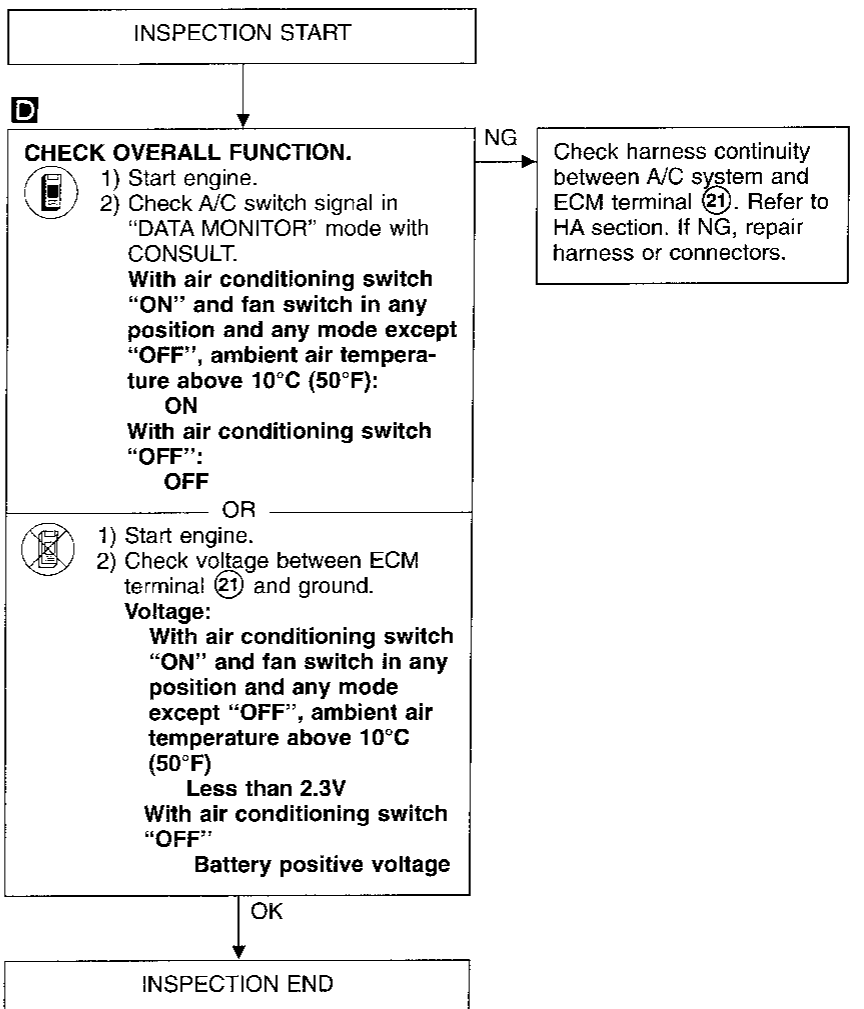 INSPECTION START
D
CHECK OVERALL FUNCTION.
1) Start engine.
2) Check A/C switch signal in
“DATA MONITOR” mode with
CONSULT.
With air conditioning switch
“ON” and fan switch in any
position and any mode except
“OFF”, ambient air tempera-
ture above 10°C (50°F):
ON
With air conditioning switch
“OFF”:
OFF
OR
1) Start engine.
2) Check voltage between ECM
terminal 21 and ground.
Voltage:
With air conditioning switch
“ON” and fan switch in any
position and any mode
except “OFF”, ambient air
temperature above 10°C
(50°F)
Less than 2.3V
With air conditioning switch
“OFF”
Battery positive voltage
NG
Check harness continuity
between A/C system and
ECM terminal 21. Refer to
HA section. If NG, repair
harness or connectors.
OK
INSPECTION END